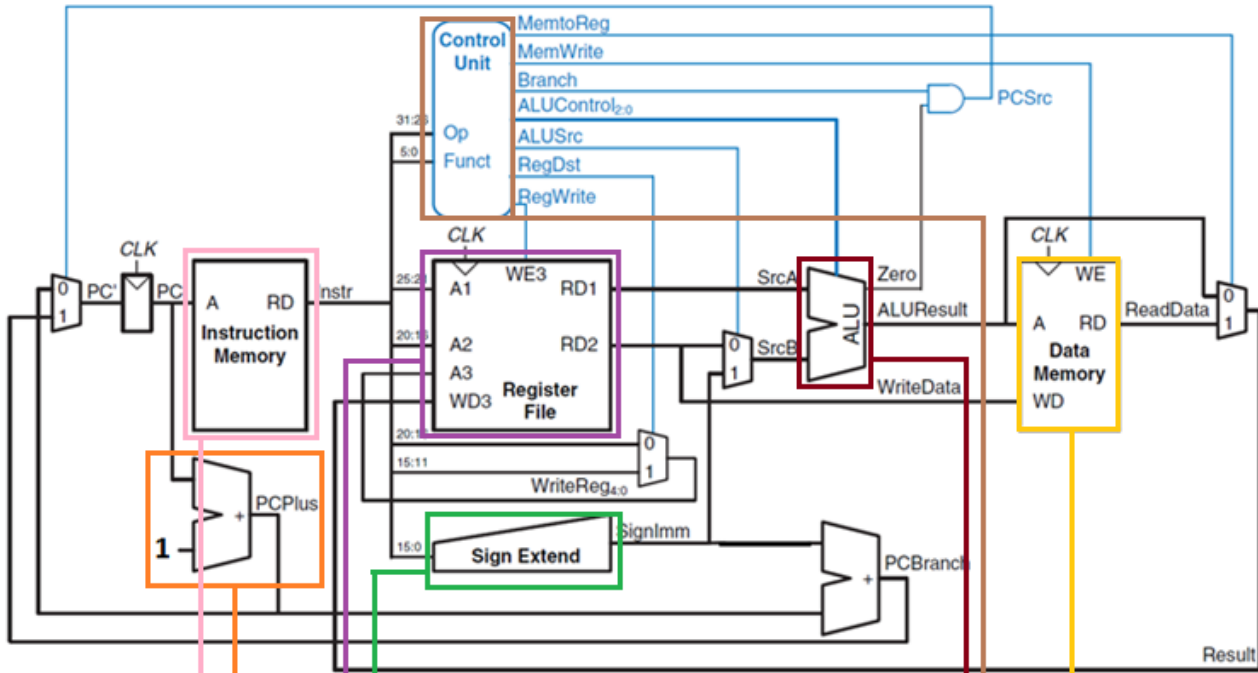 MemtoReg
Control
Unit
MemWrite
Branch
PCSrc
ALUControl2:0
31:26
Op
ALUSrc
5:0
Funct
RegDst
RegWrite
CLK
CLK
CLK
0
1
PC'
PC
A
RD
Instruction
Memory
nstr
25:21
A1
WE3
RD1
SrcA
Zero
ALU
ALUResult
WE
A
RD
ReadData
0
1
20:16
A2
RD2
0
1
SrcB
A3
WD3
Register
File
Data
Memory
WriteData
WD
20:16
0
15:11
1
WriteReg4:0
PCPlus
+
1
SignImm
15:0
Sign Extend
PCBranch
+
Result